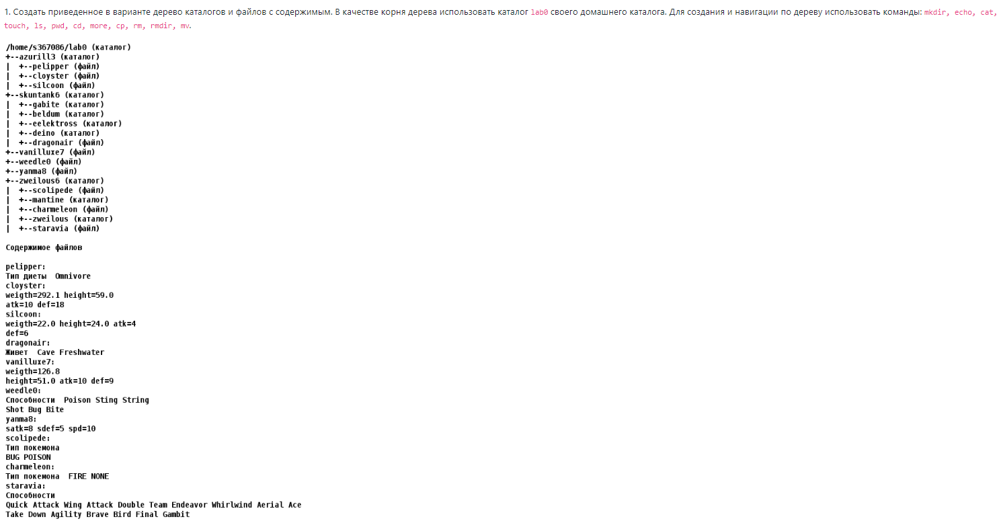 1. Создать приведенное в варианте дерево каталогов и файлов с содержимым. В качестве корня дерева использовать каталог lab0 своего домашнего каталога. Для создания и навигации по дереву использовать команды: mkdir, echo, cat,
touch, ls, pwd, cd, more, cp, rm, rmdir, mv.
/home/s367086/lab0 (каталог)
+--azurill3 (каталог)
|  +--pelipper (файл)
|  +--cloyster (файл)
|  +--silcoon (файл)
+--skuntank6 (каталог)
|  +--gabite (каталог)
|  +--beldum (каталог)
|  +--eelektross (каталог)
|  +--deino (каталог)
|  +--dragonair (файл)
+--vanilluxe7 (файл)
+--weedle0 (файл)
+--yanma8 (файл)
+--zweilous6 (каталог)
|  +--scolipede (файл)
|  +--mantine (каталог)
|  +--charmeleon (файл)
|  +--zweilous (каталог)
|  +--staravia (файл)
Содержимое файлов
pelipper:
Тип диеты  Omnivore
cloyster:
weigth=292.1 height=59.0
atk=10 def=18
silcoon:
weigth=22.0 height=24.0 atk=4
def=6
dragonair:
Живет  Cave Freshwater
vanilluxe7:
weigth=126.8
height=51.0 atk=10 def=9
weedle0:
Способности  Poison Sting String
Shot Bug Bite
yanma8:
satk=8 sdef=5 spd=10
scolipede:
Тип покемона
BUG POISON
charmeleon:
Тип покемона  FIRE NONE
staravia:
Способности
Quick Attack Wing Attack Double Team Endeavor Whirlwind Aerial Ace
Take Down Agility Brave Bird Final Gambit